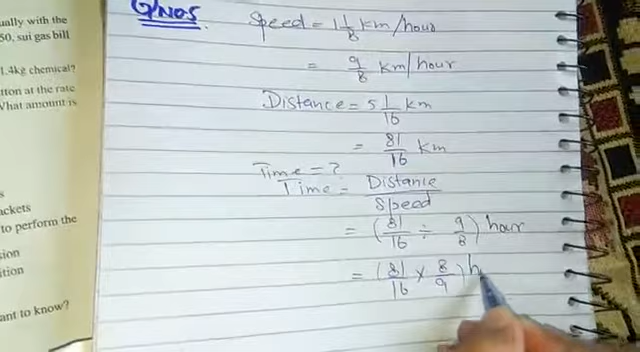 ually with the
50, sui gas bill
1.4kg chemical?
tton at the rate
What amount is
s
ackets
to perform the
sion
ition
ant to know?
Q/NO5
Speed = 1 1/8 km/hour
= 9/8 km/hour
Distance = 5 1/16 km
= 81/16 km
Time = ?
Time = Distance / Speed
= (81/16 ÷ 9/8) hour
= (81/16 × 8/9) h